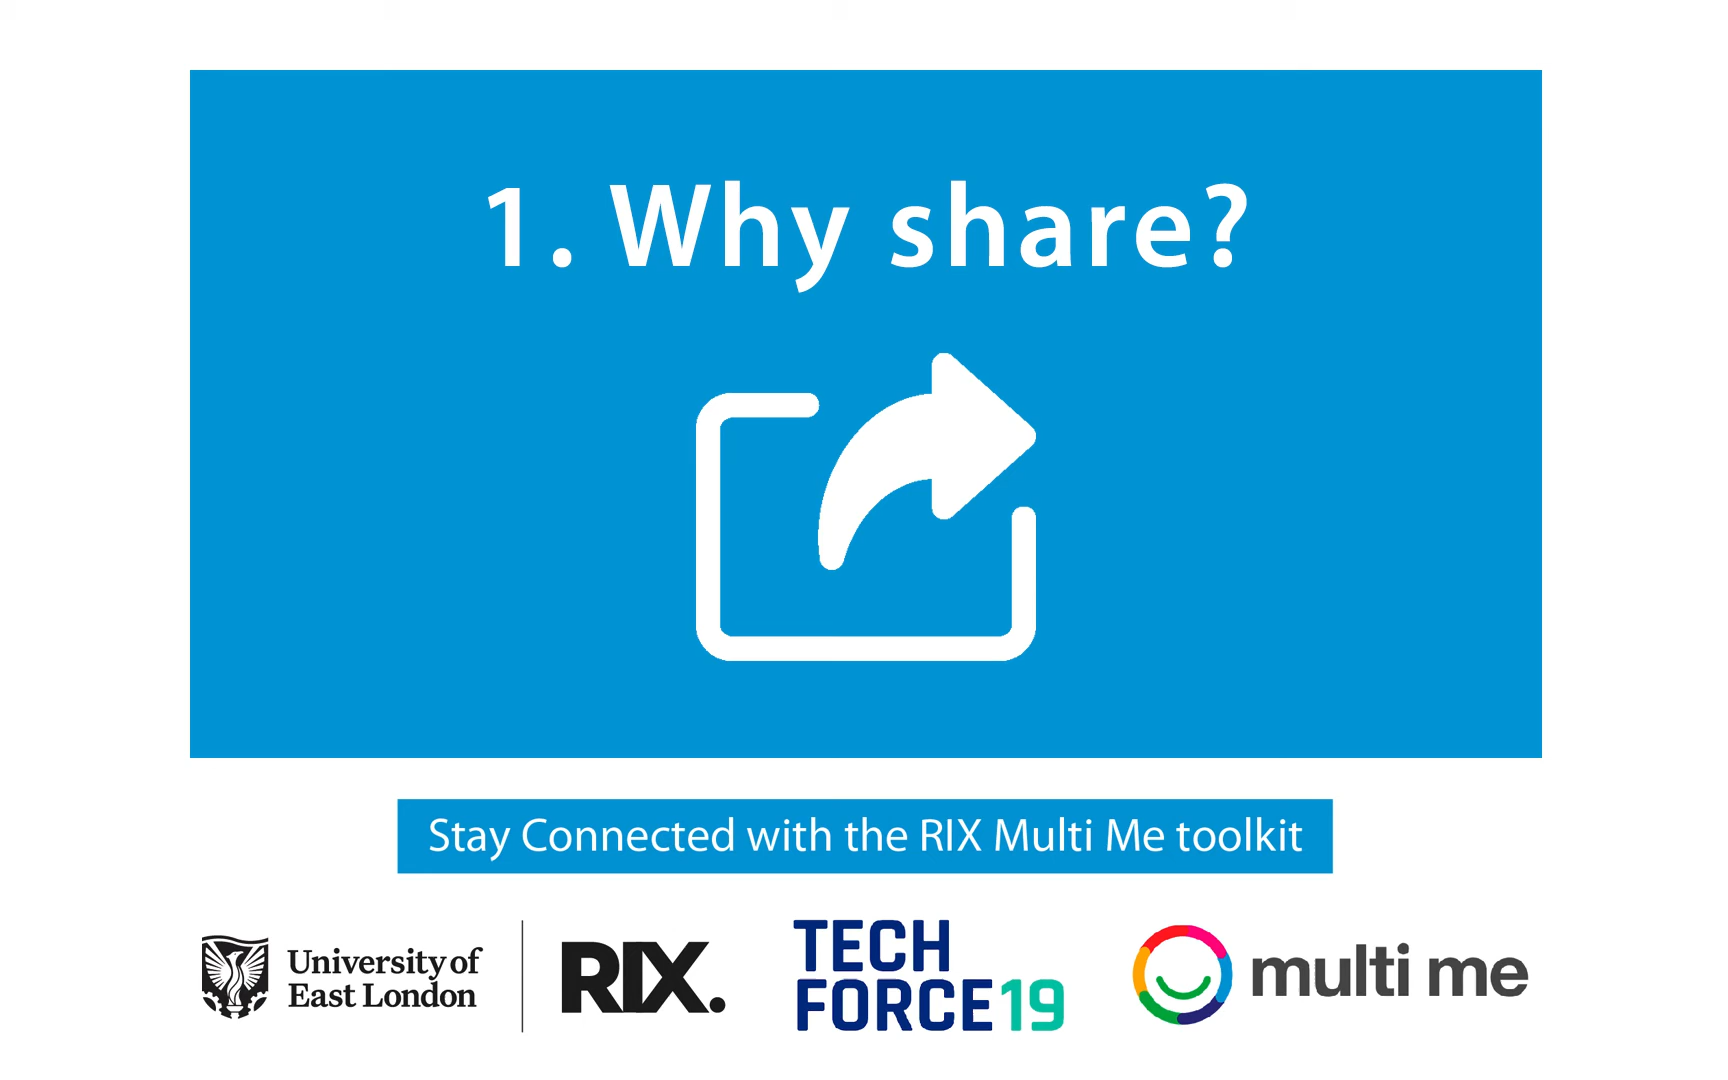 1. Why share?
Stay Connected with the RIX Multi Me toolkit
University of
East London
RIX.
TECH
FORCE19
multi me